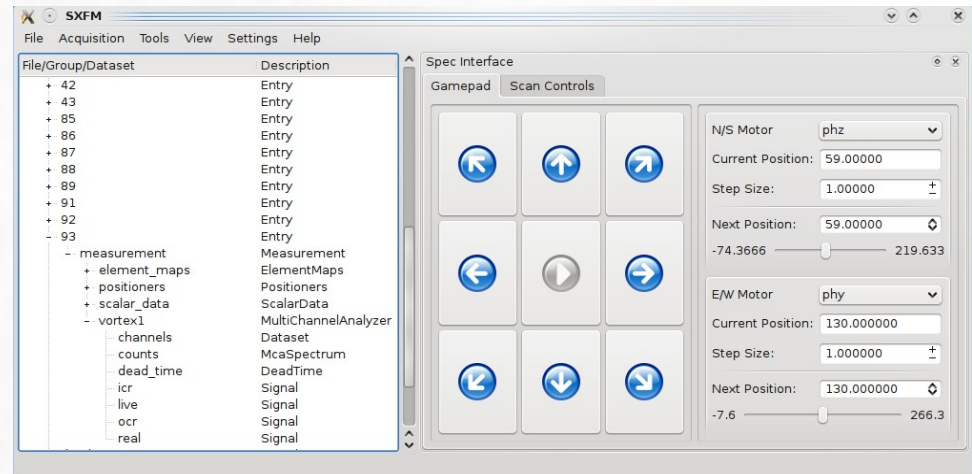 SXFM
File Acquisition Tools View Settings Help
File/Group/Dataset Description
+ 42 Entry
+ 43 Entry
+ 85 Entry
+ 86 Entry
+ 87 Entry
+ 88 Entry
+ 89 Entry
+ 91 Entry
+ 92 Entry
- 93 Entry
- measurement Measurement
+ element_maps ElementMaps
+ positioners Positioners
+ scalar_data ScalarData
- vortex1 MultiChannelAnalyzer
channels Dataset
counts McaSpectrum
dead_time DeadTime
icr Signal
live Signal
ocr Signal
real Signal
Spec Interface
Gamepad Scan Controls
N/S Motor phz
Current Position: 59.00000
Step Size: 1.00000
Next Position: 59.00000
-74.3666 219.633
E/W Motor phy
Current Position: 130.000000
Step Size: 1.000000
Next Position: 130.000000
-7.6 266.3